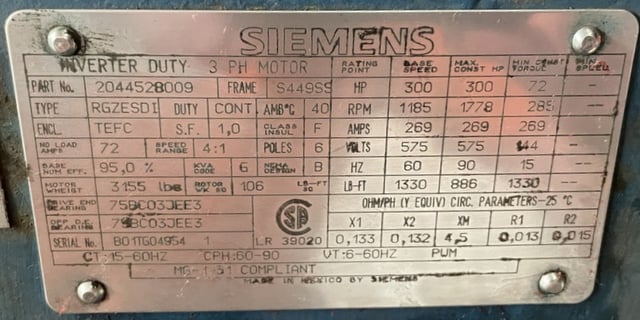 SIEMENS
INVERTER DUTY 3 PH MOTOR RATING POINT BASE SPEED MAX. CONST HP MIN CONST TORQUE MIN SPEED
PART No. 2044528009 FRAME S449SS HP 300 300 72 --
TYPE RGZESDI DUTY CONT AMB°C 40 RPM 1185 1778 285 --
ENCL. TEFC S.F. 1,0 CLASS INSUL F AMPS 269 269 269 --
NO LOAD AMPS 72 SPEED RANGE 4:1 POLES 6 VOLTS 575 575 144 --
BASE NOM EFF. 95,0 % KVA CODE G NEMA DESIGN B HZ 60 90 15 --
MOTOR WHEIGT 3155 lbs ROTOR WK 106 LB-FT LB-FT 1330 886 1330 --
DRIVE END BEARING 75BC03JEE3 OHM/PH (Y EQUIV) CIRC. PARAMETERS-25 °C
OPP D.E. BEARING 75BC03JEE3 X1 X2 XM R1 R2
SERIAL No. B01TG04954 1 LR 39020 0,133 0,132 4,5 0,013 0,015
CT:15-60HZ CPH:60-90 VT:6-60HZ PWM
MG-1-31 COMPLIANT
MADE IN MEXICO BY SIEMENS